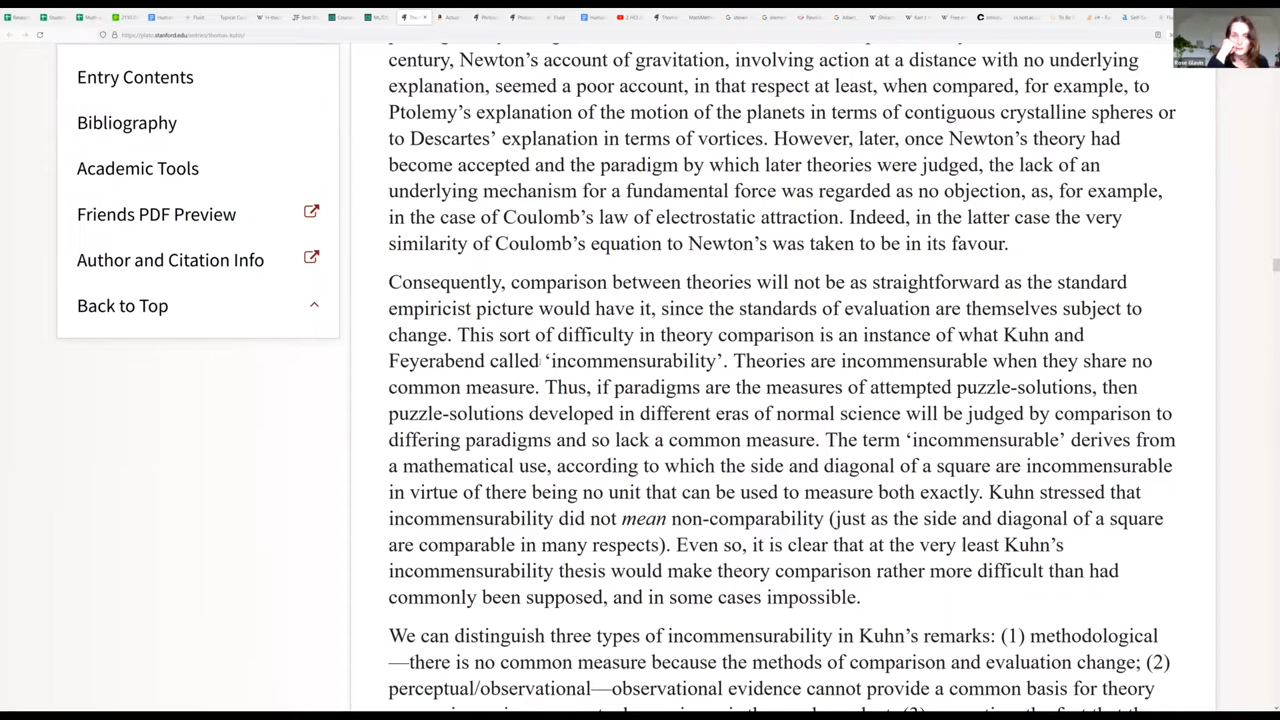 https://plato.stanford.edu/entries/thomas-kuhn/
Rose Glavin
Entry Contents
Bibliography
Academic Tools
Friends PDF Preview
Author and Citation Info
Back to Top
century, Newton’s account of gravitation, involving action at a distance with no underlying
explanation, seemed a poor account, in that respect at least, when compared, for example, to
Ptolemy’s explanation of the motion of the planets in terms of contiguous crystalline spheres or
to Descartes’ explanation in terms of vortices. However, later, once Newton’s theory had
become accepted and the paradigm by which later theories were judged, the lack of an
underlying mechanism for a fundamental force was regarded as no objection, as, for example,
in the case of Coulomb’s law of electrostatic attraction. Indeed, in the latter case the very
similarity of Coulomb’s equation to Newton’s was taken to be in its favour.
Consequently, comparison between theories will not be as straightforward as the standard
empiricist picture would have it, since the standards of evaluation are themselves subject to
change. This sort of difficulty in theory comparison is an instance of what Kuhn and
Feyerabend called ‘incommensurability’. Theories are incommensurable when they share no
common measure. Thus, if paradigms are the measures of attempted puzzle-solutions, then
puzzle-solutions developed in different eras of normal science will be judged by comparison to
differing paradigms and so lack a common measure. The term ‘incommensurable’ derives from
a mathematical use, according to which the side and diagonal of a square are incommensurable
in virtue of there being no unit that can be used to measure both exactly. Kuhn stressed that
incommensurability did not mean non-comparability (just as the side and diagonal of a square
are comparable in many respects). Even so, it is clear that at the very least Kuhn’s
incommensurability thesis would make theory comparison rather more difficult than had
commonly been supposed, and in some cases impossible.
We can distinguish three types of incommensurability in Kuhn’s remarks: (1) methodological
—there is no common measure because the methods of comparison and evaluation change; (2)
perceptual/observational—observational evidence cannot provide a common basis for theory